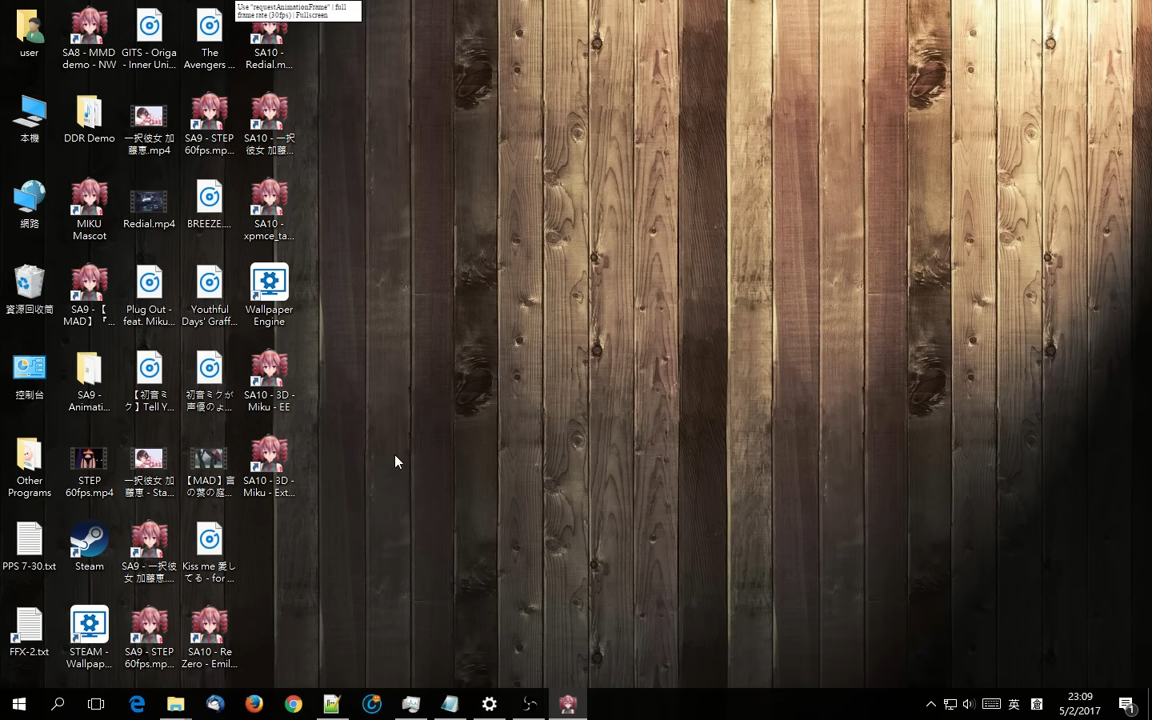 Use "requestAnimationFrame" | full
frame rate (30fps) | Fullscreen
user
SA8 - MMD
demo - NW
GITS - Origa
- Inner Uni...
The
Avengers ...
SA10 -
Redial.m...
本機
DDR Demo
一択彼女 加
藤恵.mp4
SA9 - STEP
60fps.mp...
SA10 - 一択
彼女 加藤...
網路
MIKU
Mascot
Redial.mp4
BREEZE....
SA10 -
xpmce_ta...
資源回收筒
SA9 - 【
MAD】『...
Plug Out -
feat. Miku...
Youthful
Days' Graff...
Wallpaper
Engine
控制台
SA9 -
Animati...
【初音ミ
ク】Tell Y...
初音ミクが
声優のょ...
SA10 - 3D -
Miku - EE
Other
Programs
STEP
60fps.mp4
一択彼女 加
藤恵 - Sta...
【MAD】言
の葉の庭...
SA10 - 3D -
Miku - Ext...
PPS 7-30.txt
Steam
SA9 - 一択彼
女 加藤恵....
Kiss me 愛し
てる - for ...
FFX-2.txt
STEAM -
Wallpap...
SA9 - STEP
60fps.mp...
SA10 - Re
Zero - Emil...
英
23:09
5/2/2017
1